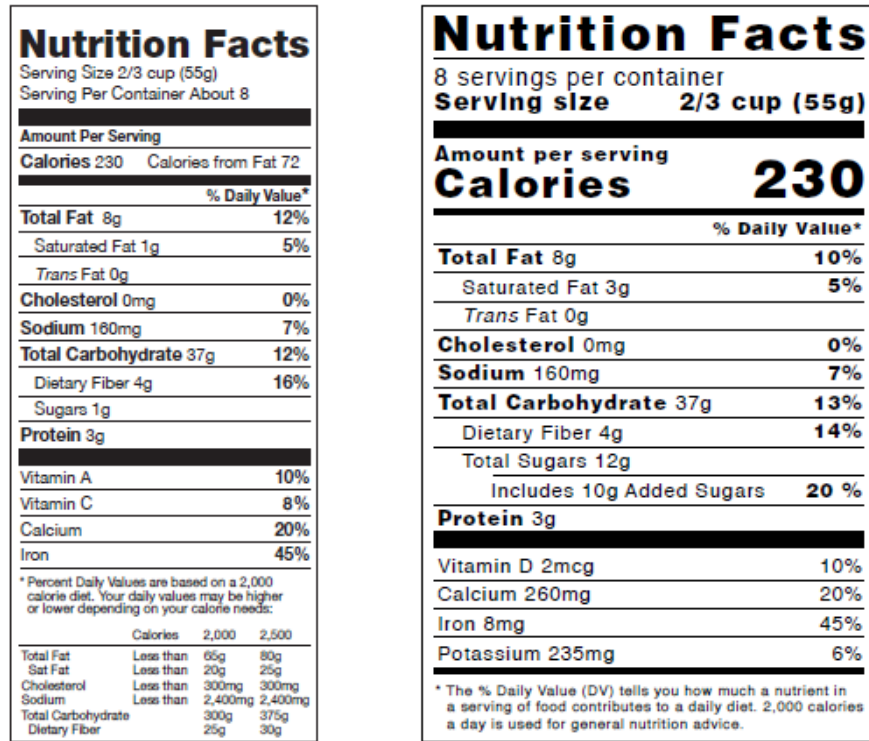 Nutrition Facts
Serving Size 2/3 cup (55g)
Serving Per Container About 8
Amount Per Serving
Calories 230 Calories from Fat 72
% Daily Value*
Total Fat 8g 12%
Saturated Fat 1g 5%
Trans Fat 0g
Cholesterol 0mg 0%
Sodium 160mg 7%
Total Carbohydrate 37g 12%
Dietary Fiber 4g 16%
Sugars 1g
Protein 3g
Vitamin A 10%
Vitamin C 8%
Calcium 20%
Iron 45%
* Percent Daily Values are based on a 2,000
calorie diet. Your daily values may be higher
or lower depending on your calorie needs:
Calories 2,000 2,500
Total Fat Less than 65g 80g
Sat Fat Less than 20g 25g
Cholesterol Less than 300mg 300mg
Sodium Less than 2,400mg 2,400mg
Total Carbohydrate 300g 375g
Dietary Fiber 25g 30g
Nutrition Facts
8 servings per container
Serving size 2/3 cup (55g)
Amount per serving
Calories 230
% Daily Value*
Total Fat 8g 10%
Saturated Fat 3g 5%
Trans Fat 0g
Cholesterol 0mg 0%
Sodium 160mg 7%
Total Carbohydrate 37g 13%
Dietary Fiber 4g 14%
Total Sugars 12g
Includes 10g Added Sugars 20 %
Protein 3g
Vitamin D 2mcg 10%
Calcium 260mg 20%
Iron 8mg 45%
Potassium 235mg 6%
* The % Daily Value (DV) tells you how much a nutrient in
a serving of food contributes to a daily diet. 2,000 calories
a day is used for general nutrition advice.